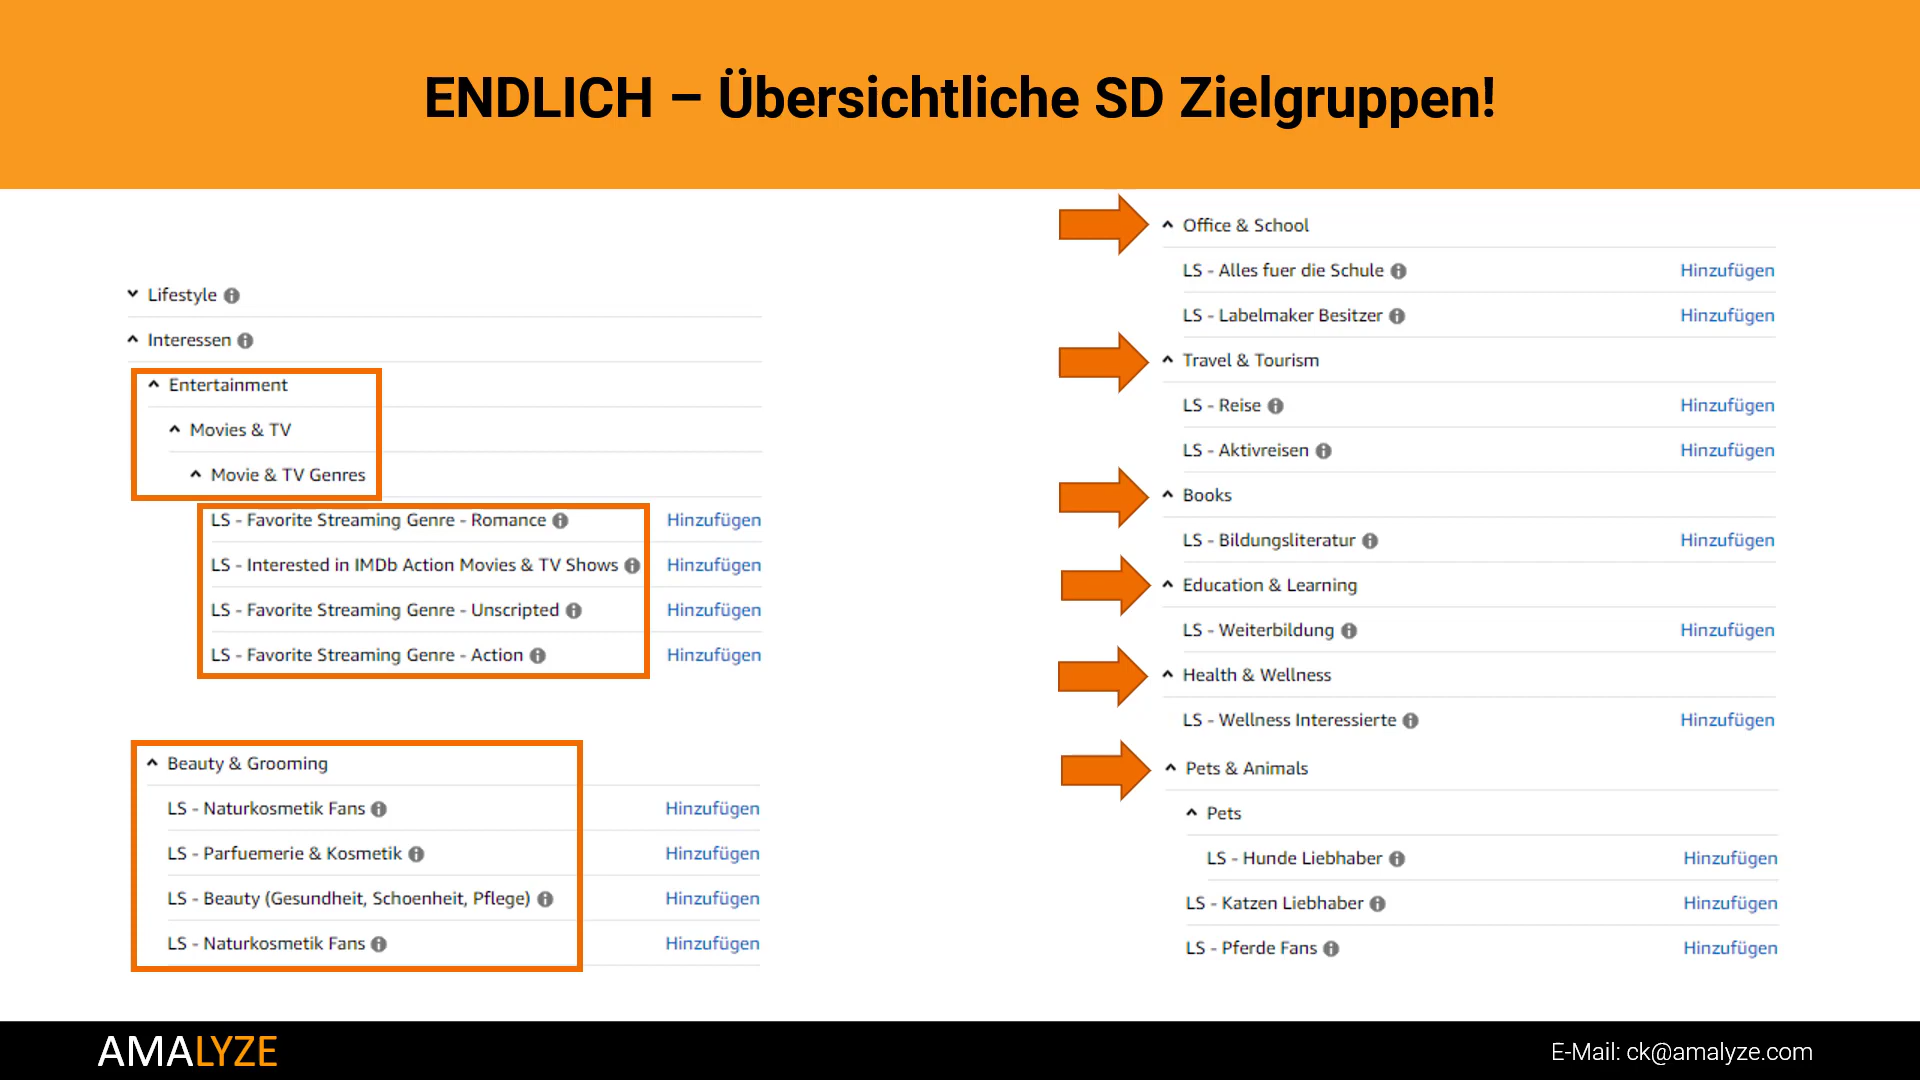 ENDLICH – Übersichtliche SD Zielgruppen!
Lifestyle
Interessen
Entertainment
Movies & TV
Movie & TV Genres
LS - Favorite Streaming Genre - Romance Hinzufügen
LS - Interested in IMDb Action Movies & TV Shows Hinzufügen
LS - Favorite Streaming Genre - Unscripted Hinzufügen
LS - Favorite Streaming Genre - Action Hinzufügen
Beauty & Grooming
LS - Naturkosmetik Fans Hinzufügen
LS - Parfuemerie & Kosmetik Hinzufügen
LS - Beauty (Gesundheit, Schoenheit, Pflege) Hinzufügen
LS - Naturkosmetik Fans Hinzufügen
Office & School
LS - Alles fuer die Schule Hinzufügen
LS - Labelmaker Besitzer Hinzufügen
Travel & Tourism
LS - Reise Hinzufügen
LS - Aktivreisen Hinzufügen
Books
LS - Bildungsliteratur Hinzufügen
Education & Learning
LS - Weiterbildung Hinzufügen
Health & Wellness
LS - Wellness Interessierte Hinzufügen
Pets & Animals
Pets
LS - Hunde Liebhaber Hinzufügen
LS - Katzen Liebhaber Hinzufügen
LS - Pferde Fans Hinzufügen
AMALYZE
E-Mail: ck@amalyze.com